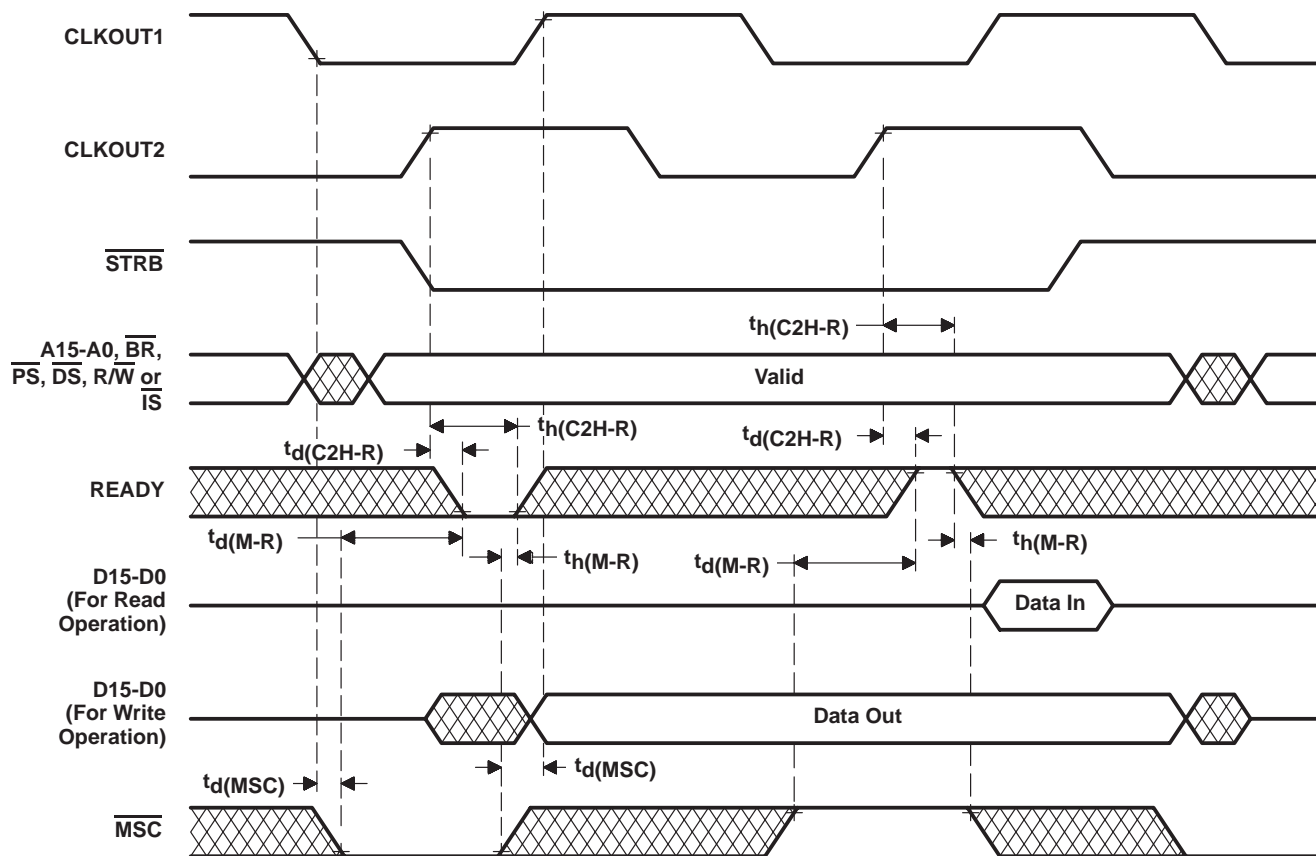 CLKOUT1
CLKOUT2
STRB
th(C2H-R)
A15-A0, BR,
PS, DS, R/W or
IS
Valid
td(C2H-R)
th(C2H-R)
td(C2H-R)
READY
td(M-R)
th(M-R)
td(M-R)
th(M-R)
D15-D0
(For Read
Operation)
Data In
D15-D0
(For Write
Operation)
Data Out
td(MSC)
td(MSC)
MSC